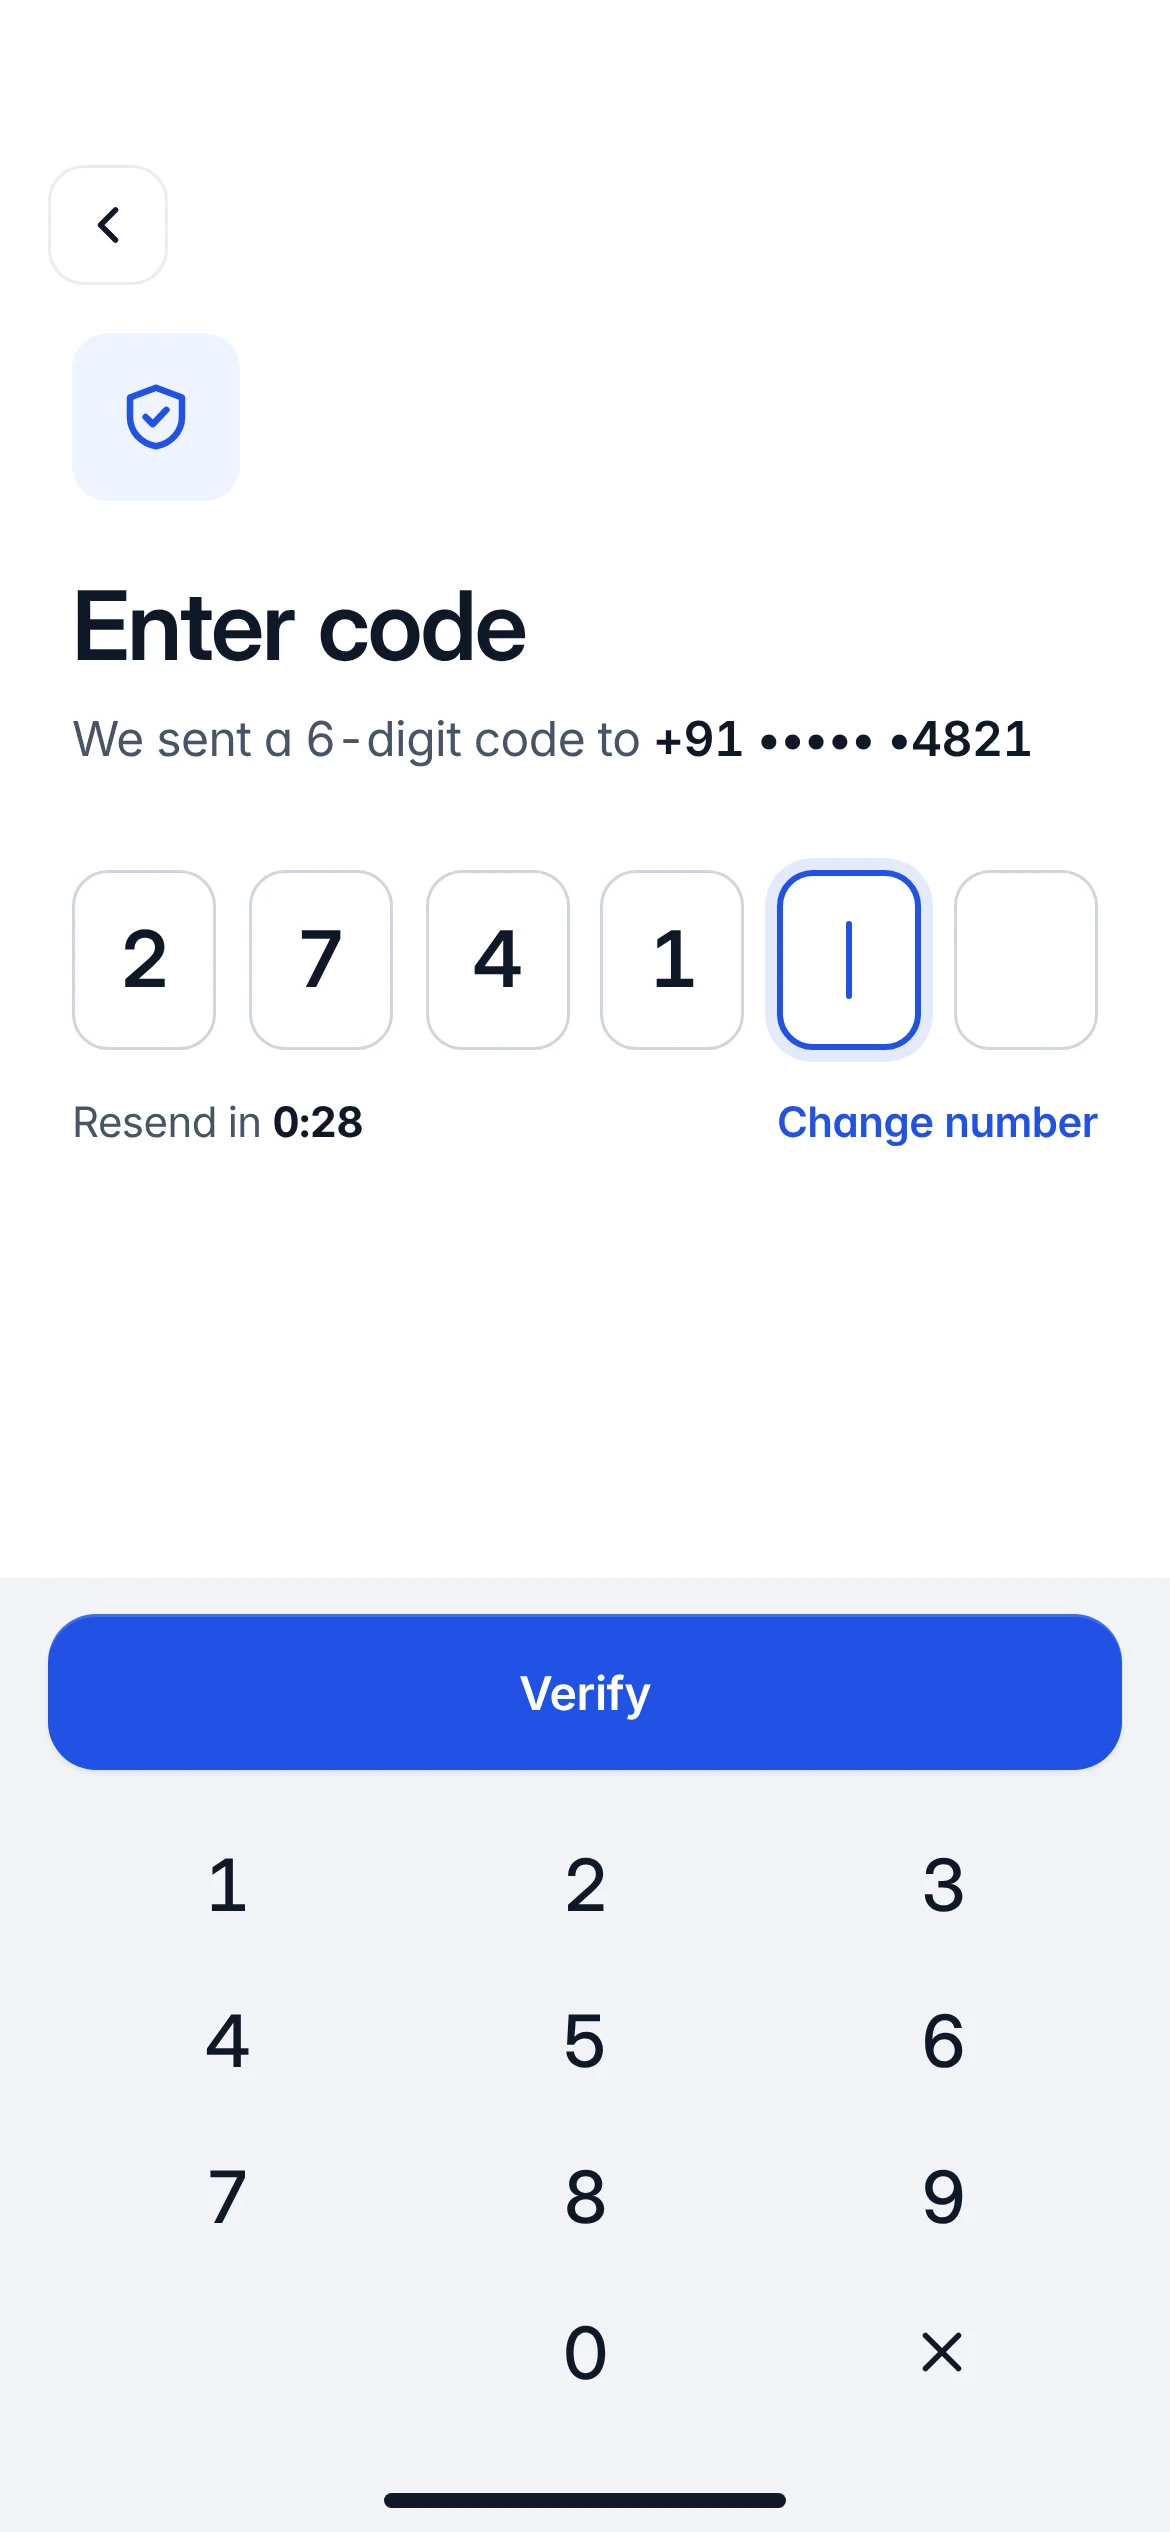 Enter code
We sent a 6-digit code to +91 ••••• •4821
2 7 4 1
Resend in 0:28 Change number
Verify
1 2 3
4 5 6
7 8 9
0